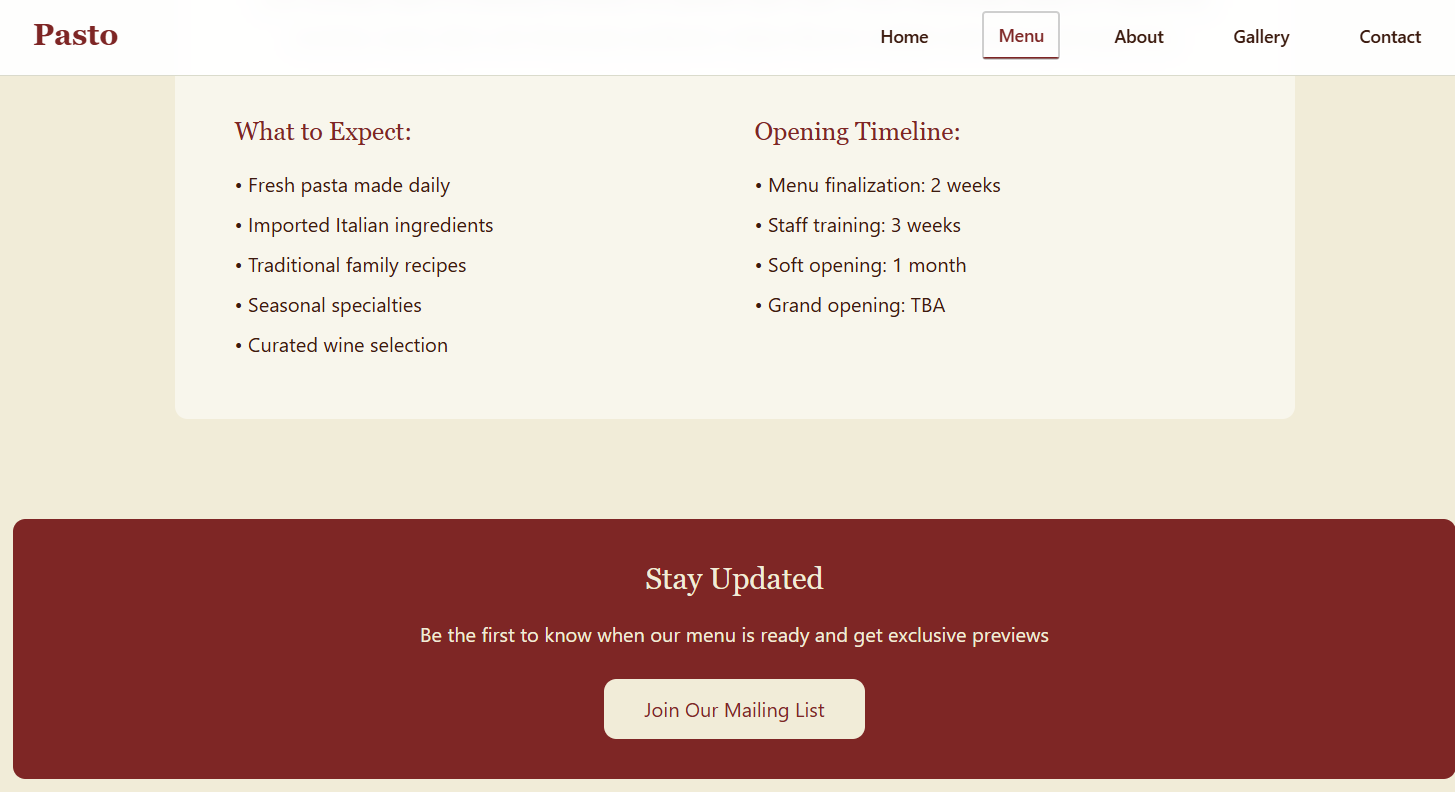 Pasto
Home
Menu
About
Gallery
Contact
What to Expect:
• Fresh pasta made daily
• Imported Italian ingredients
• Traditional family recipes
• Seasonal specialties
• Curated wine selection
Opening Timeline:
• Menu finalization: 2 weeks
• Staff training: 3 weeks
• Soft opening: 1 month
• Grand opening: TBA
Stay Updated
Be the first to know when our menu is ready and get exclusive previews
Join Our Mailing List